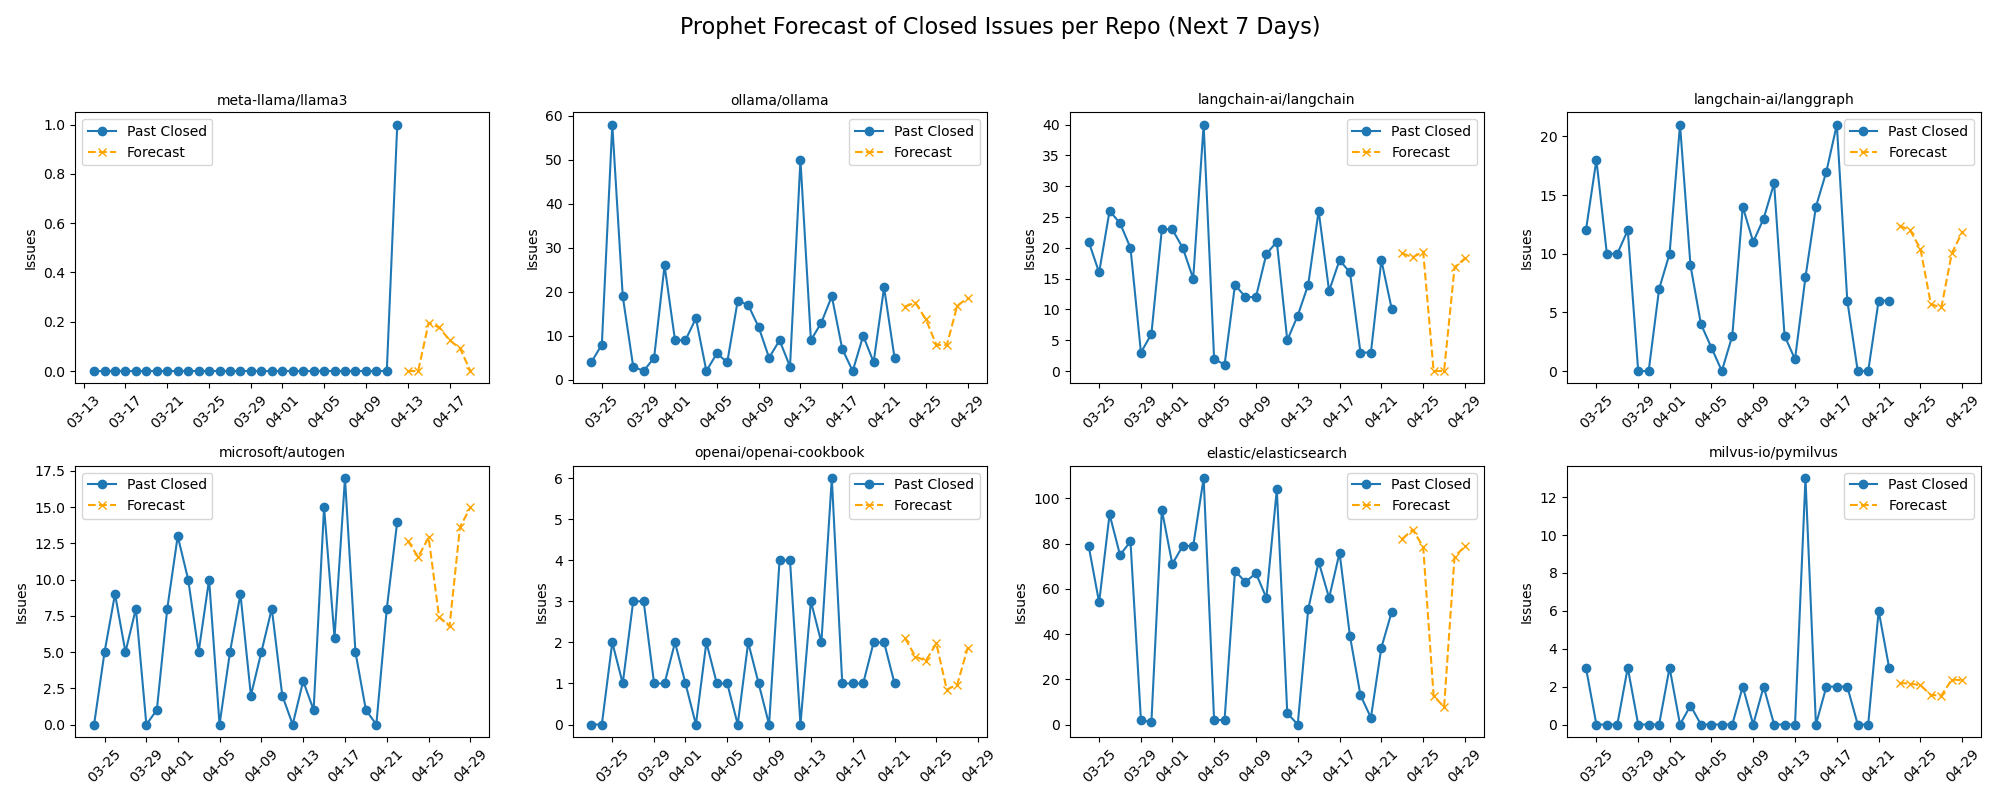 Prophet Forecast of Closed Issues per Repo (Next 7 Days)
meta-llama/llama3
Issues
1.0
0.8
0.6
0.4
0.2
0.0
Past Closed
Forecast
03-13 03-17 03-21 03-25 03-29 04-01 04-05 04-09 04-13 04-17
ollama/ollama
Issues
60
50
40
30
20
10
0
Past Closed
Forecast
03-25 03-29 04-01 04-05 04-09 04-13 04-17 04-21 04-25 04-29
langchain-ai/langchain
Issues
40
35
30
25
20
15
10
5
0
Past Closed
Forecast
03-25 03-29 04-01 04-05 04-09 04-13 04-17 04-21 04-25 04-29
langchain-ai/langgraph
Issues
20
15
10
5
0
Past Closed
Forecast
03-25 03-29 04-01 04-05 04-09 04-13 04-17 04-21 04-25 04-29
microsoft/autogen
Issues
17.5
15.0
12.5
10.0
7.5
5.0
2.5
0.0
Past Closed
Forecast
03-25 03-29 04-01 04-05 04-09 04-13 04-17 04-21 04-25 04-29
openai/openai-cookbook
Issues
6
5
4
3
2
1
0
Past Closed
Forecast
03-25 03-29 04-01 04-05 04-09 04-13 04-17 04-21 04-25 04-29
elastic/elasticsearch
Issues
100
80
60
40
20
0
Past Closed
Forecast
03-25 03-29 04-01 04-05 04-09 04-13 04-17 04-21 04-25 04-29
milvus-io/pymilvus
Issues
12
10
8
6
4
2
0
Past Closed
Forecast
03-25 03-29 04-01 04-05 04-09 04-13 04-17 04-21 04-25 04-29